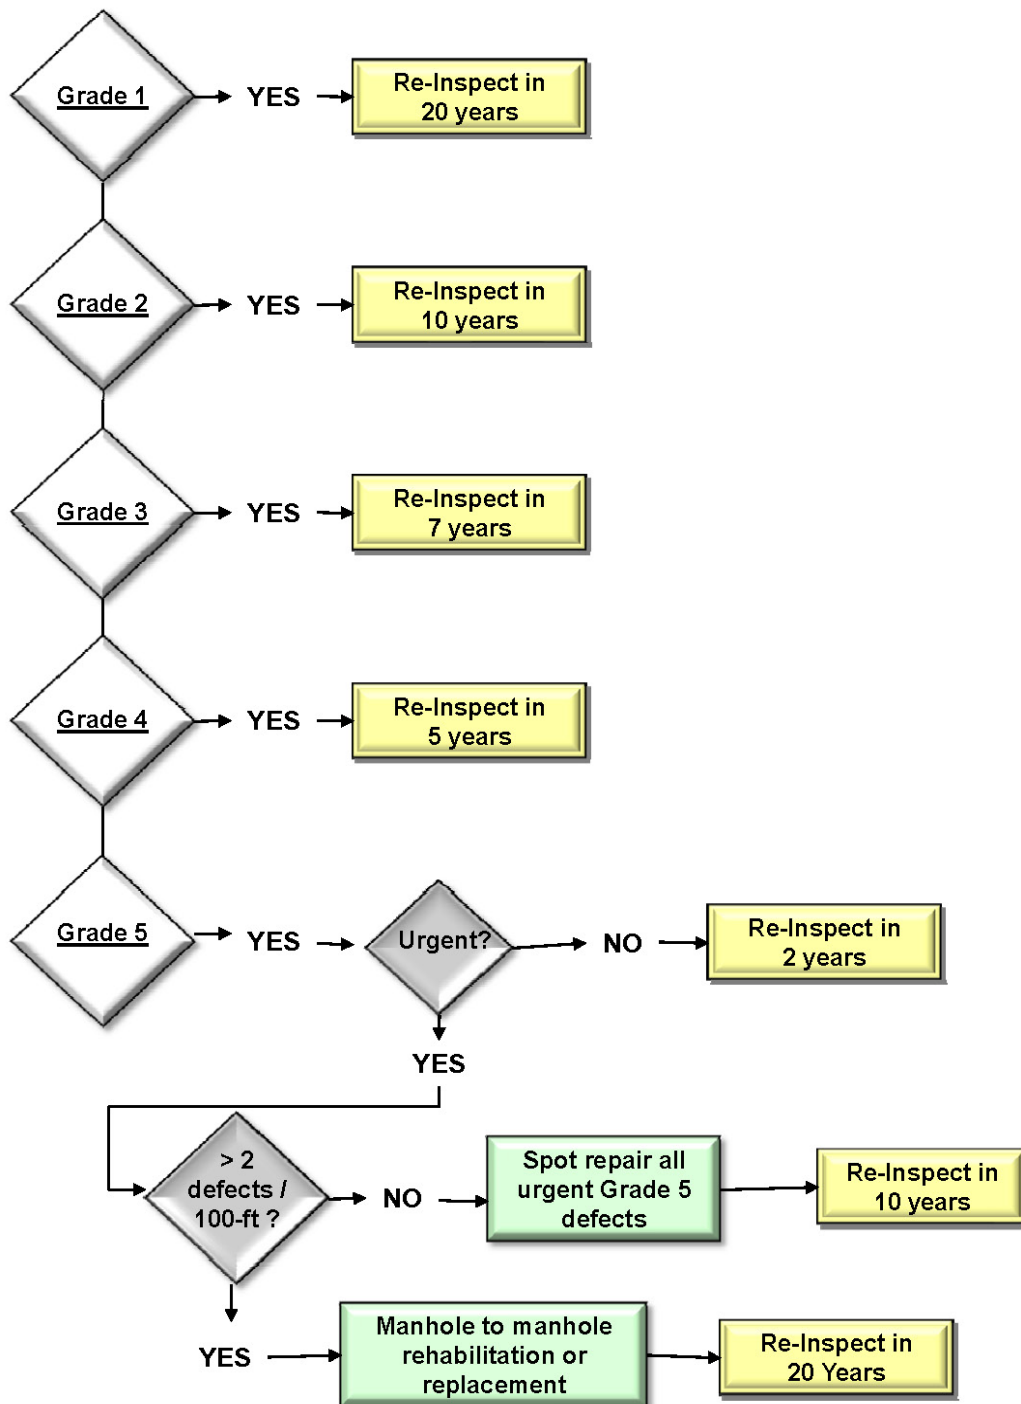 Grade 1
YES
Re-Inspect in
20 years
Grade 2
YES
Re-Inspect in
10 years
Grade 3
YES
Re-Inspect in
7 years
Grade 4
YES
Re-Inspect in
5 years
Grade 5
YES
Urgent?
NO
Re-Inspect in
2 years
YES
> 2
defects /
100-ft ?
NO
Spot repair all
urgent Grade 5
defects
Re-Inspect in
10 years
YES
Manhole to manhole
rehabilitation or
replacement
Re-Inspect in
20 Years